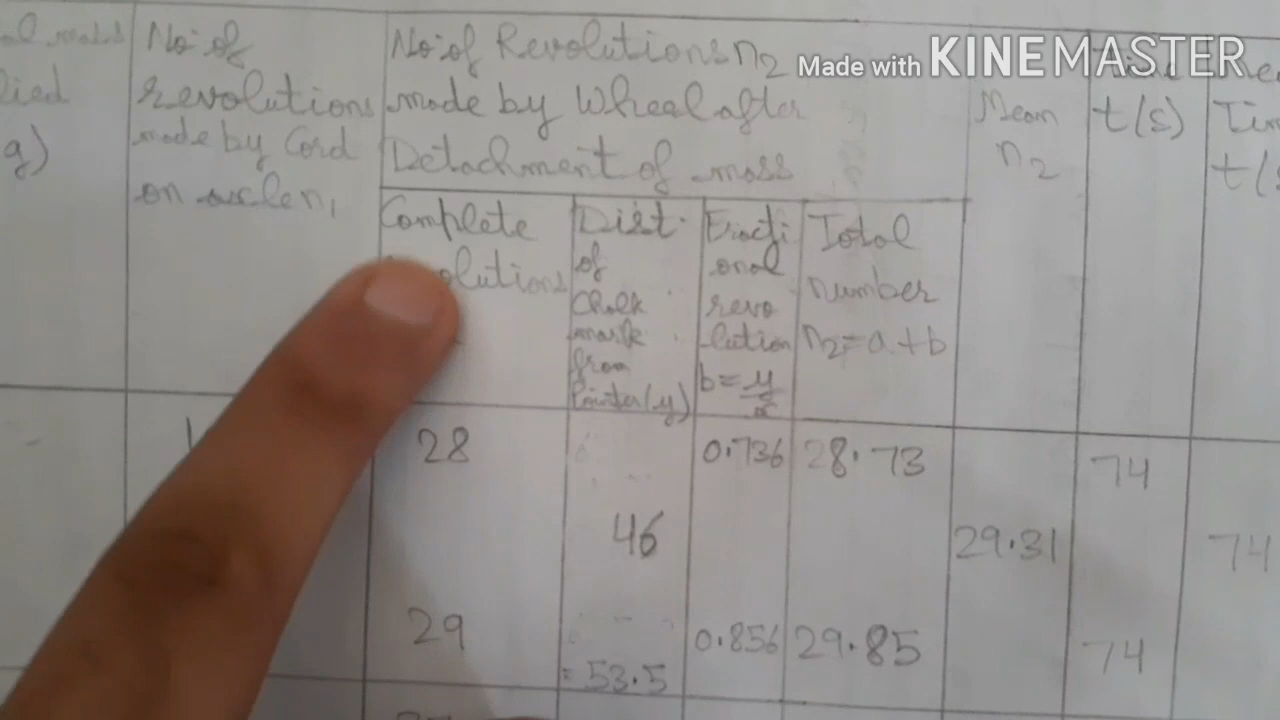 Made with KINEMASTER
No: of
revolutions
made by Cord
on axle n₁
No: of Revolutions n₂
made by Wheel after
Detachment of mass
Mean
n₂
t(s)
Tim
t(
lied
g)
Complete
olutions
Dist.
of
Chalk
mark
from
Pointer(y)
Fracti
onal
revo
lution
b = y
Total
number
n₂ = a + b
28
0.736
28.73
74
46
29.31
74
29
0.856
29.85
74
= 53.5